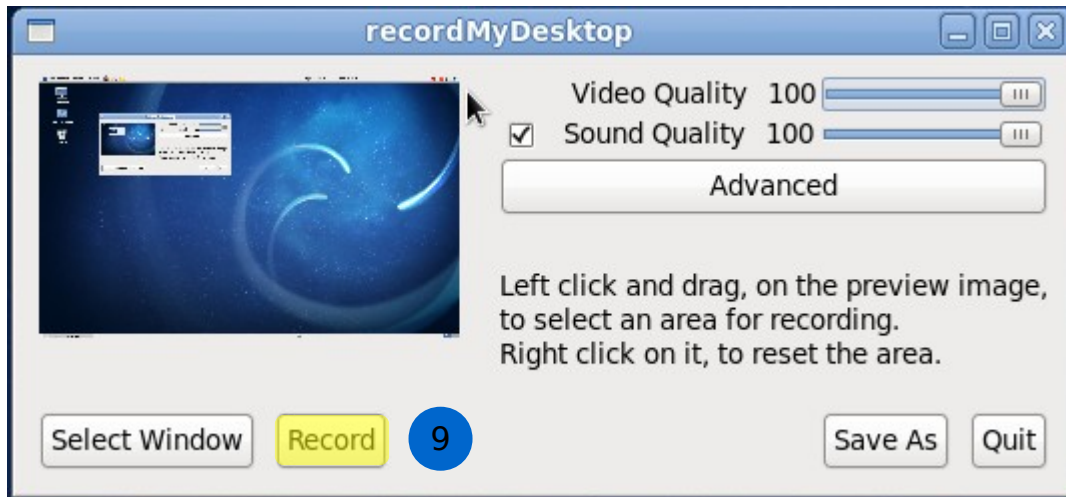 recordMyDesktop
Video Quality 100
Sound Quality 100
Advanced
Left click and drag, on the preview image,
to select an area for recording.
Right click on it, to reset the area.
Select Window
Record
9
Save As
Quit